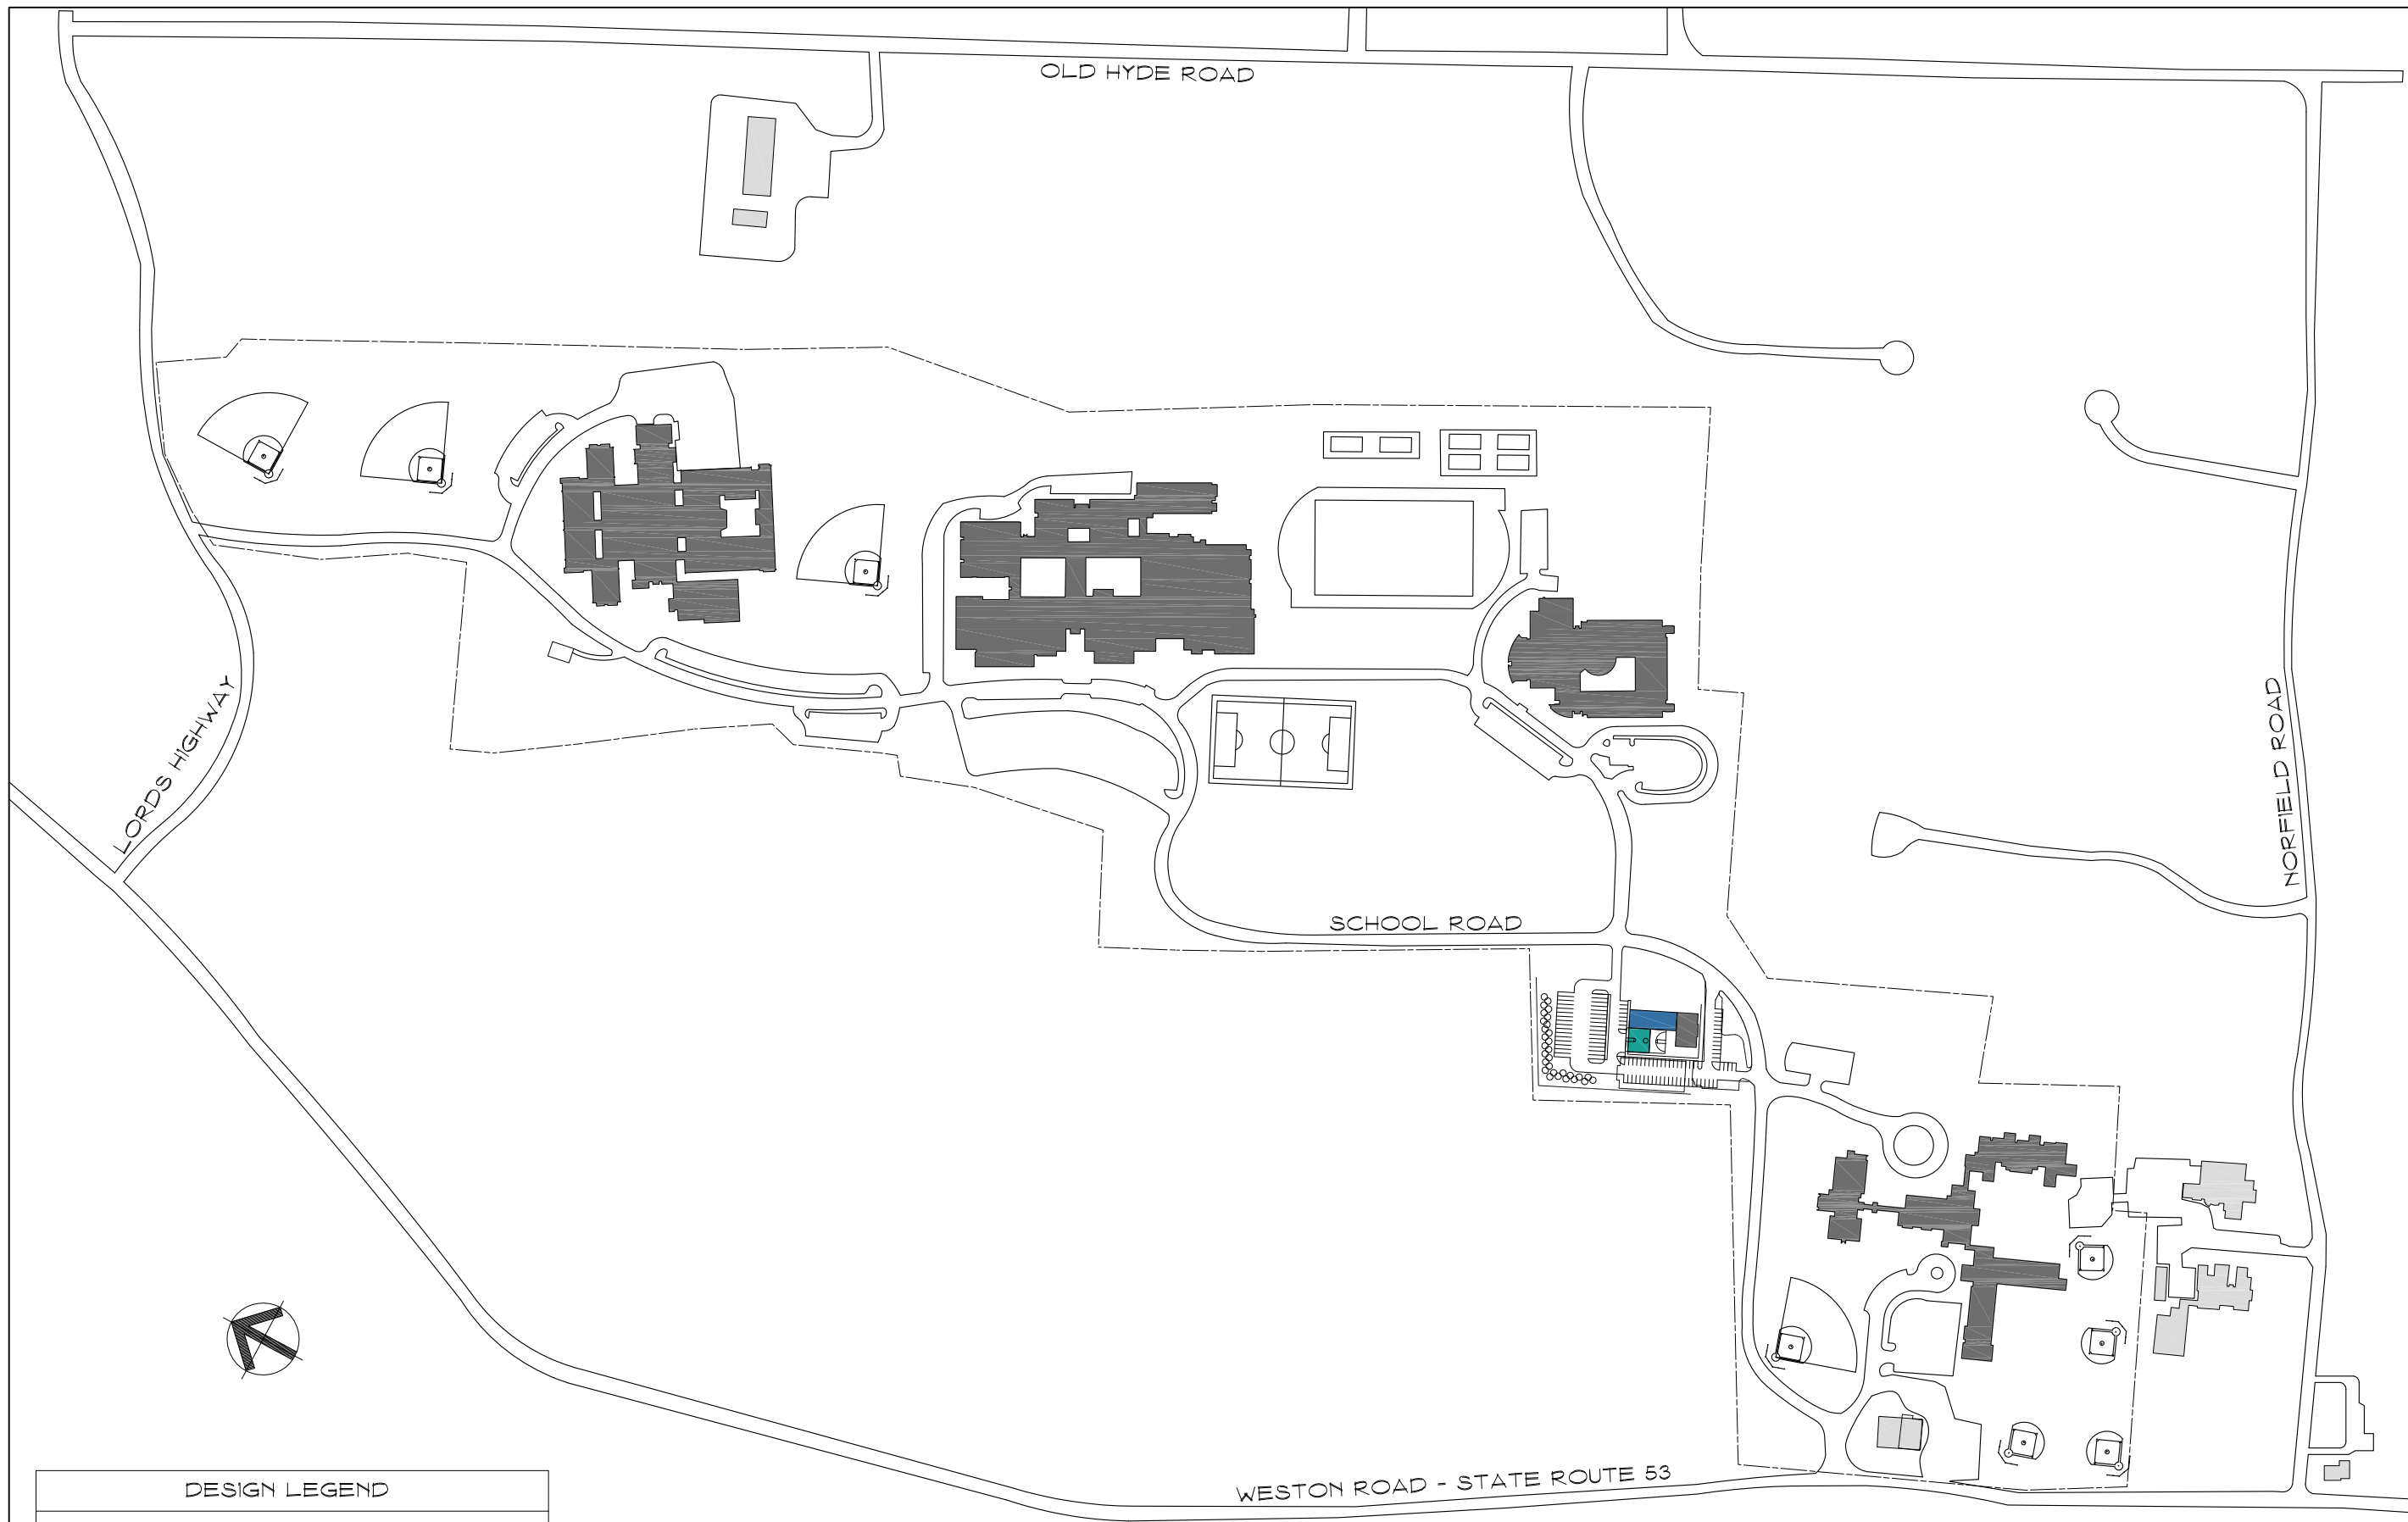 OLD HYDE ROAD
LORDS HIGHWAY
NORFIELD ROAD
SCHOOL ROAD
WESTON ROAD - STATE ROUTE 53
DESIGN LEGEND